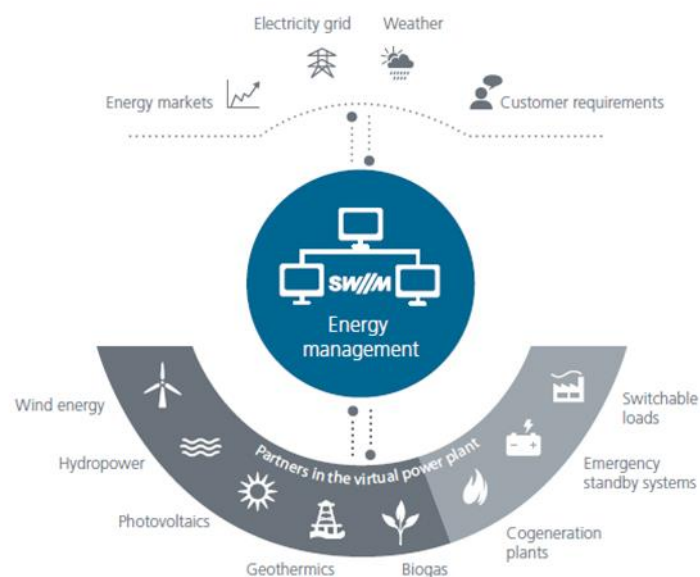 Electricity grid
Weather
Energy markets
Customer requirements
SW//M
Energy
management
Partners in the virtual power plant
Wind energy
Hydropower
Photovoltaics
Geothermics
Biogas
Cogeneration
plants
Emergency
standby systems
Switchable
loads